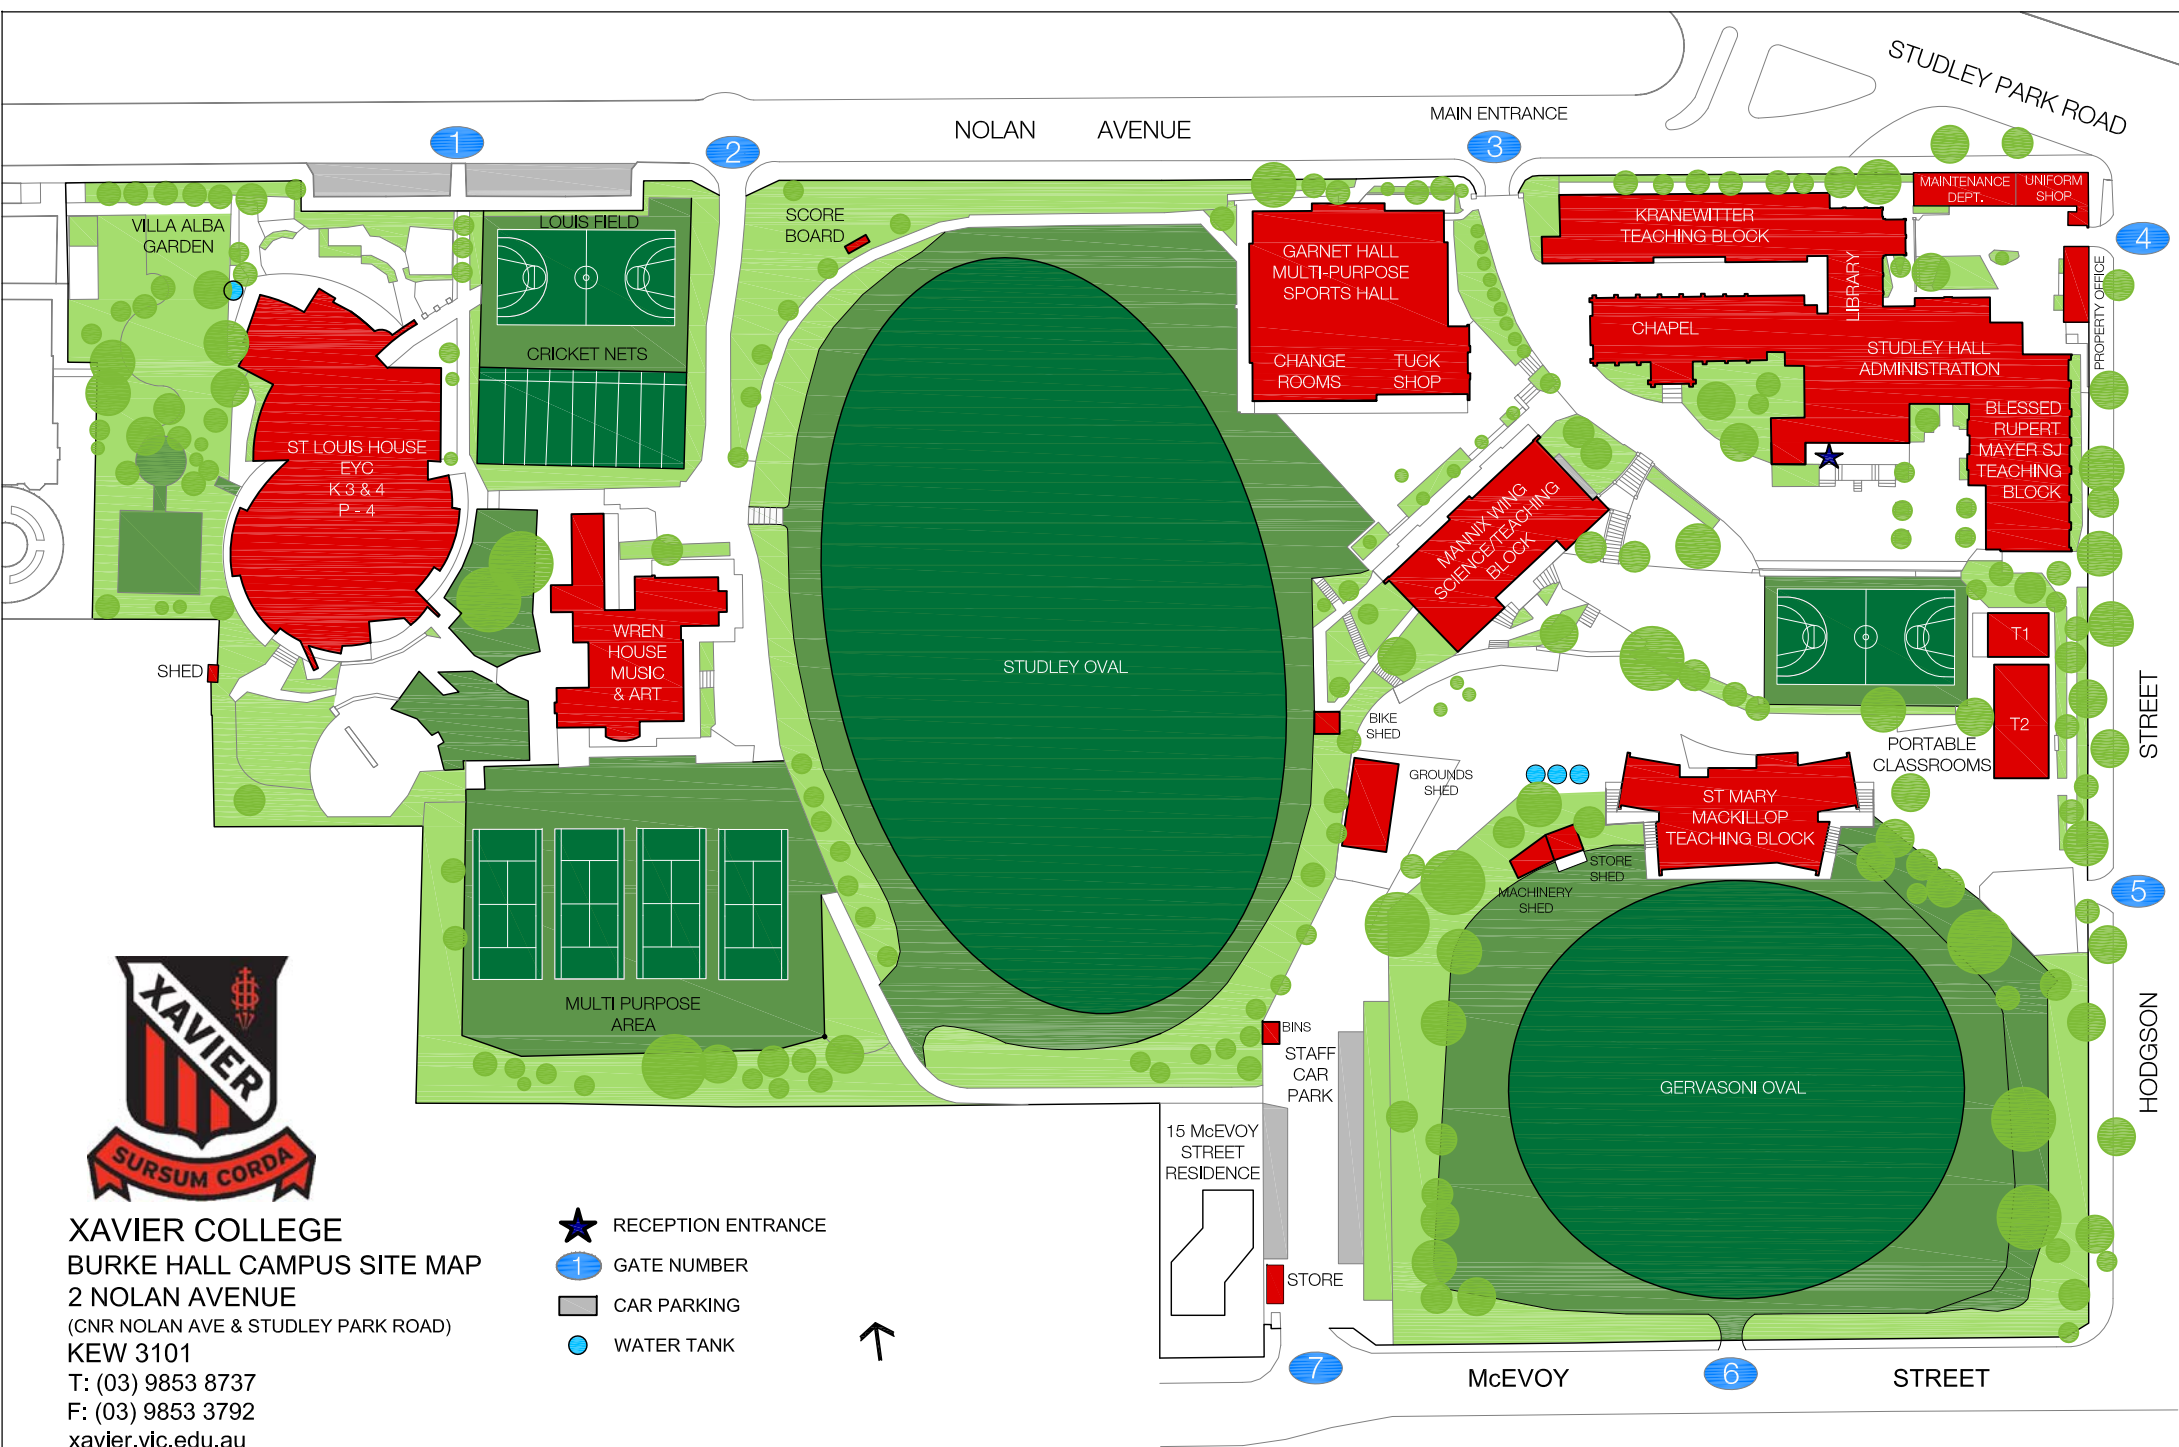 STUDLEY PARK ROAD
NOLAN AVENUE
MAIN ENTRANCE
1
2
3
4
VILLA ALBA
GARDEN
LOUIS FIELD
CRICKET NETS
SCORE
BOARD
GARNET HALL
MULTI-PURPOSE
SPORTS HALL
CHANGE
ROOMS
TUCK
SHOP
KRANEWITTER
TEACHING BLOCK
LIBRARY
CHAPEL
MAINTENANCE
DEPT.
UNIFORM
SHOP
PROPERTY OFFICE
STUDLEY HALL
ADMINISTRATION
BLESSED
RUPERT
MAYER SJ
TEACHING
BLOCK
ST LOUIS HOUSE
EYC
K 3 & 4
P - 4
MANNIX WING
SCIENCE/TEACHING
BLOCK
WREN
HOUSE
MUSIC
& ART
SHED
STUDLEY OVAL
T1
T2
BIKE
SHED
GROUNDS
SHED
PORTABLE
CLASSROOMS
ST MARY
MACKILLOP
TEACHING BLOCK
STORE
SHED
MACHINERY
SHED
5
HODGSON STREET
MULTI PURPOSE
AREA
BINS
STAFF
CAR
PARK
GERVASONI OVAL
15 McEVOY
STREET
RESIDENCE
STORE
7
6
McEVOY STREET
XAVIER
SURSUM CORDA
XAVIER COLLEGE
BURKE HALL CAMPUS SITE MAP
2 NOLAN AVENUE
(CNR NOLAN AVE & STUDLEY PARK ROAD)
KEW 3101
T: (03) 9853 8737
F: (03) 9853 3792
xavier.vic.edu.au
RECEPTION ENTRANCE
1 GATE NUMBER
CAR PARKING
WATER TANK